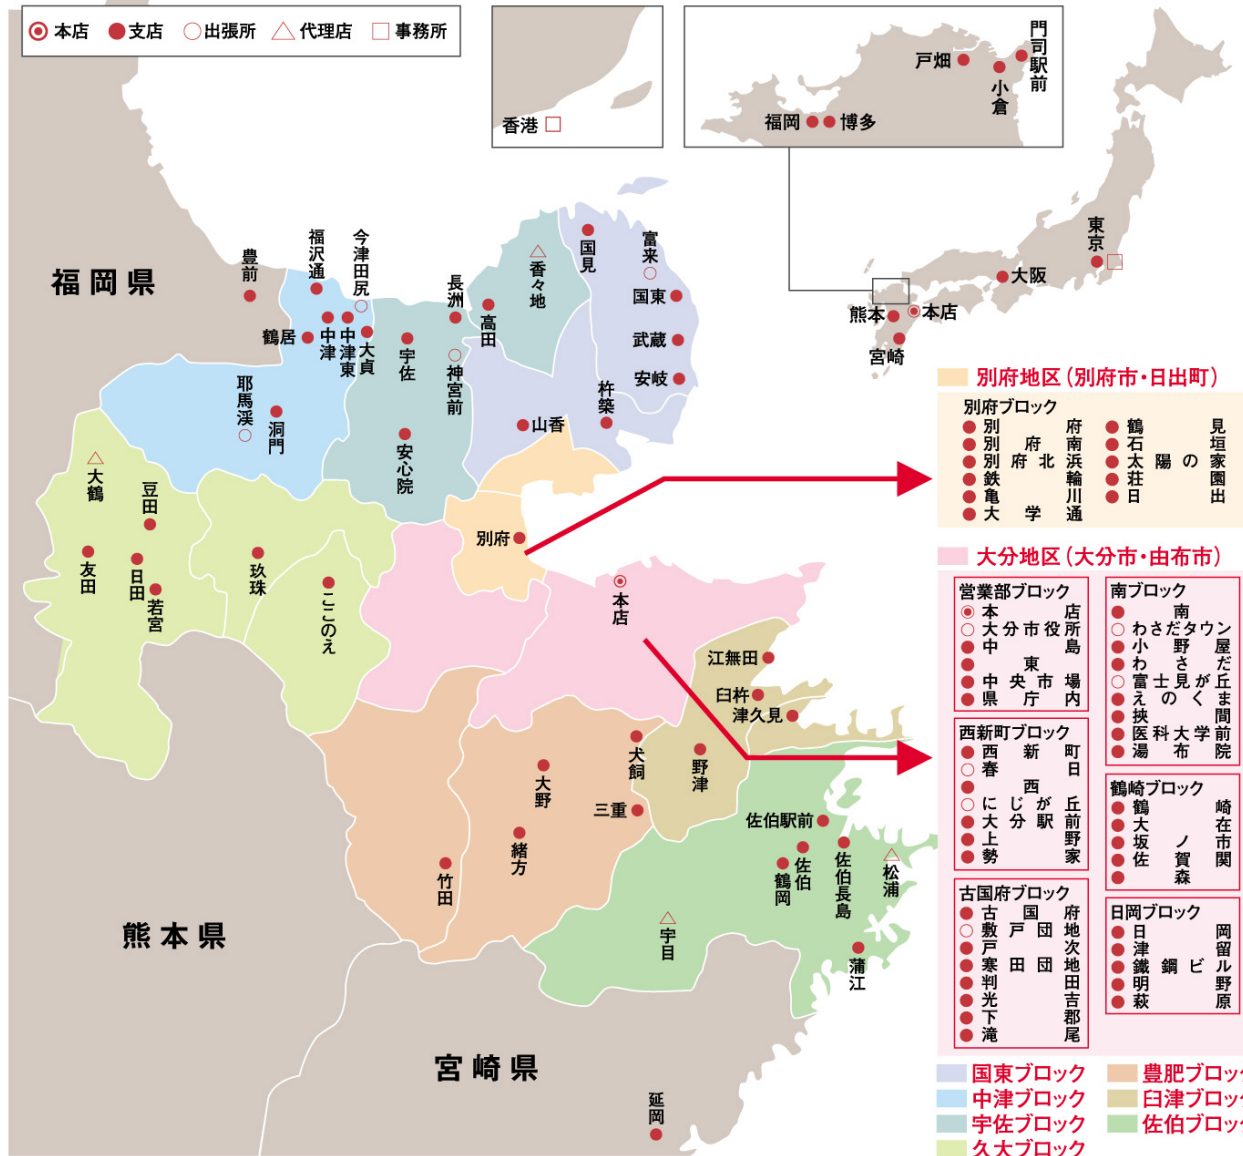 本店 支店 出張所 代理店 事務所
香港
戸畑
小倉
門司駅前
福岡
博多
東京
大阪
熊本
本店
宮崎
福岡県
豊前
福沢通
今津田尻
鶴居
中津
中津東
大貞
耶馬渓
洞門
長洲
宇佐
神宮前
安心院
高田
香々地
国見
富来
国東
武蔵
安岐
杵築
山香
大鶴
豆田
友田
日田
若宮
玖珠
ここのえ
別府
本店
江無田
臼杵
津久見
野津
犬飼
大野
三重
緒方
竹田
佐伯駅前
佐伯
鶴岡
佐伯長島
松浦
宇目
蒲江
熊本県
宮崎県
延岡
別府地区(別府市・日出町)
別府ブロック
別府
別府南
別府北浜
鉄輪
亀川
大学通
鶴見
石垣
太陽の家
荘園
日出
大分地区(大分市・由布市)
営業部ブロック
本店
大分市役所
中島
東
中央市場
県庁内
西新町ブロック
西新町
春日
西
にじが丘
大分駅前
上野
勢家
古国府ブロック
古国府
敷戸団地
戸次
寒田団地
判田
光吉
下郡
滝尾
南ブロック
南
わさだタウン
小野屋
わさだ
富士見が丘
えのくま
挾間
医科大学前
湯布院
鶴崎ブロック
鶴崎
大在
坂ノ市
佐賀関
森
日岡ブロック
日岡
津留
鐵鋼ビル
明野
萩原
国東ブロック
中津ブロック
宇佐ブロック
久大ブロック
豊肥ブロック
臼津ブロック
佐伯ブロック